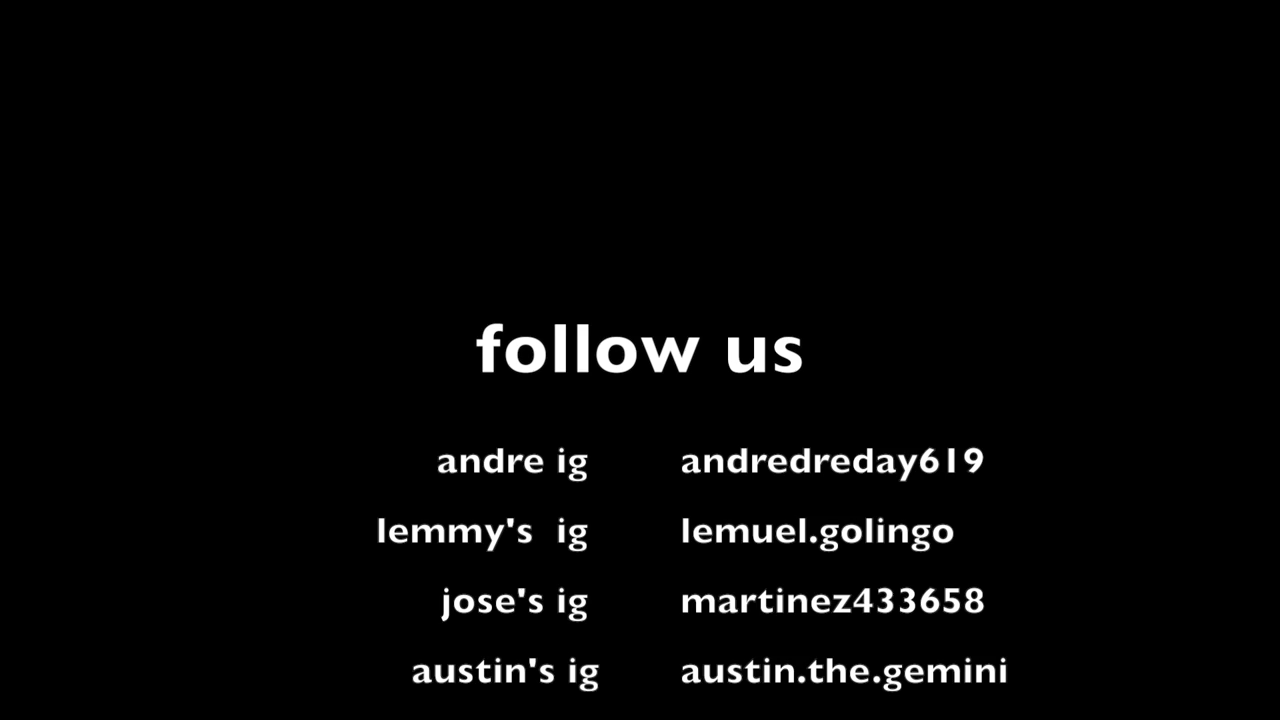 follow us
andre ig andredreday619
lemmy's ig lemuel.golingo
jose's ig martinez433658
austin's ig austin.the.gemini